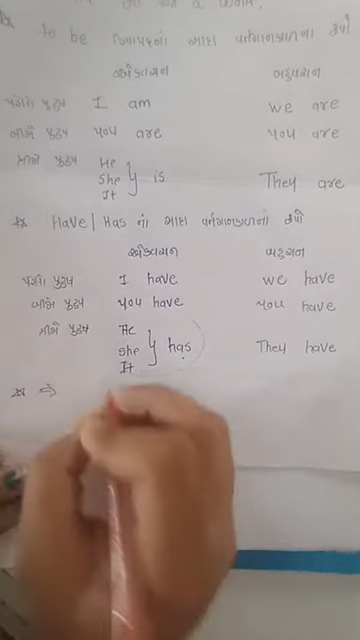 to be ક્રિયાપદનાં સાદા વર્તમાનકાળનાં રૂપો
એકવચન બહુવચન
પહેલો પુરુષ I am we are
બીજો પુરુષ you are you are
ત્રીજો પુરુષ He
She } is They are
It
☆ Have/Has નાં સાદા વર્તમાનકાળનાં રૂપો
એકવચન બહુવચન
પહેલો પુરુષ I have we have
બીજો પુરુષ you have you have
ત્રીજો પુરુષ He
She } has They have
It
☆ ⇒